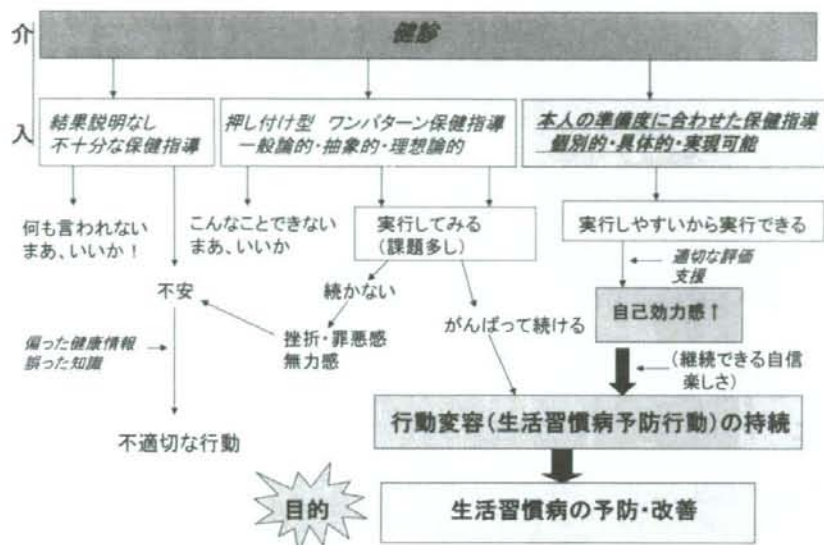 介
入
健診
結果説明なし
不十分な保健指導
押し付け型 ワンパターン保健指導
一般論的・抽象的・理想論的
本人の準備度に合わせた保健指導
個別的・具体的・実現可能
何も言われない
まあ、いいか!
こんなことできない
まあ、いいか
実行してみる
(課題多し)
実行しやすいから実行できる
適切な評価
支援
不安
続かない
自己効力感↑
偏った健康情報
誤った知識
挫折・罪悪感
無力感
がんばって続ける
(継続できる自信
楽しさ)
不適切な行動
行動変容(生活習慣病予防行動)の持続
目的
生活習慣病の予防・改善